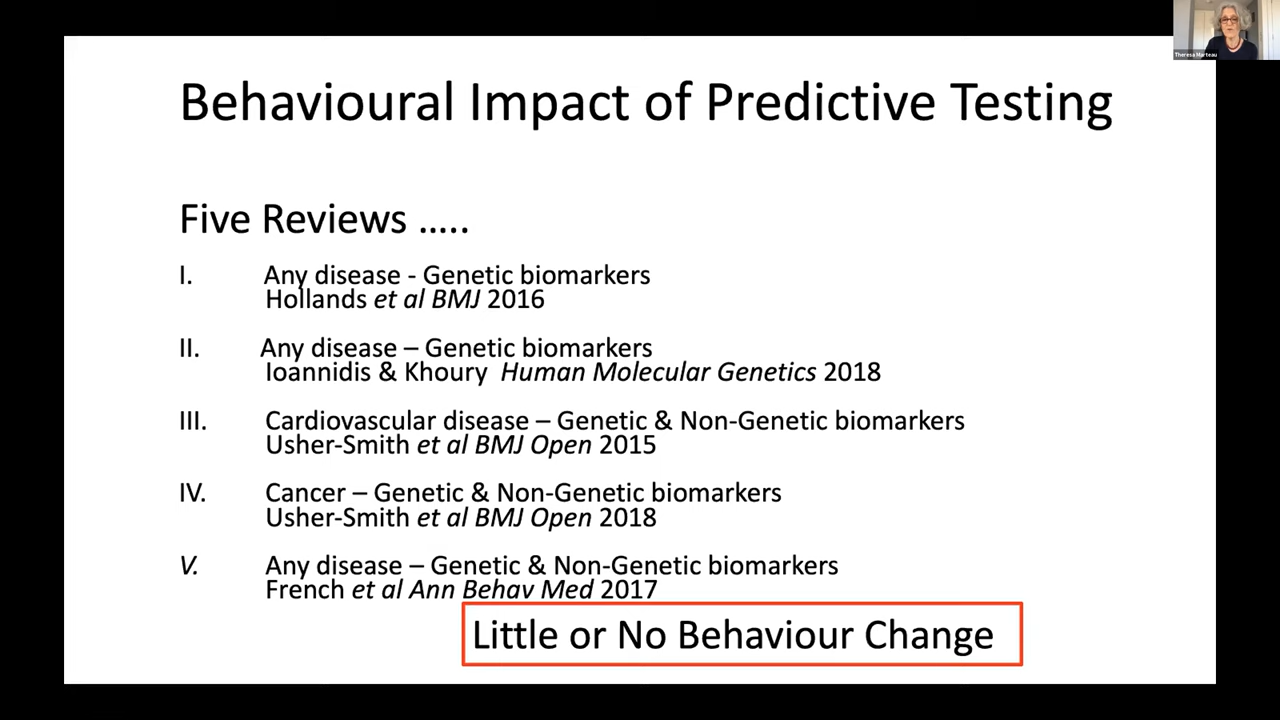 Theresa Marteau
Behavioural Impact of Predictive Testing
Five Reviews …..
I. Any disease - Genetic biomarkers
Hollands et al BMJ 2016
II. Any disease – Genetic biomarkers
Ioannidis & Khoury Human Molecular Genetics 2018
III. Cardiovascular disease – Genetic & Non-Genetic biomarkers
Usher-Smith et al BMJ Open 2015
IV. Cancer – Genetic & Non-Genetic biomarkers
Usher-Smith et al BMJ Open 2018
V. Any disease – Genetic & Non-Genetic biomarkers
French et al Ann Behav Med 2017
Little or No Behaviour Change